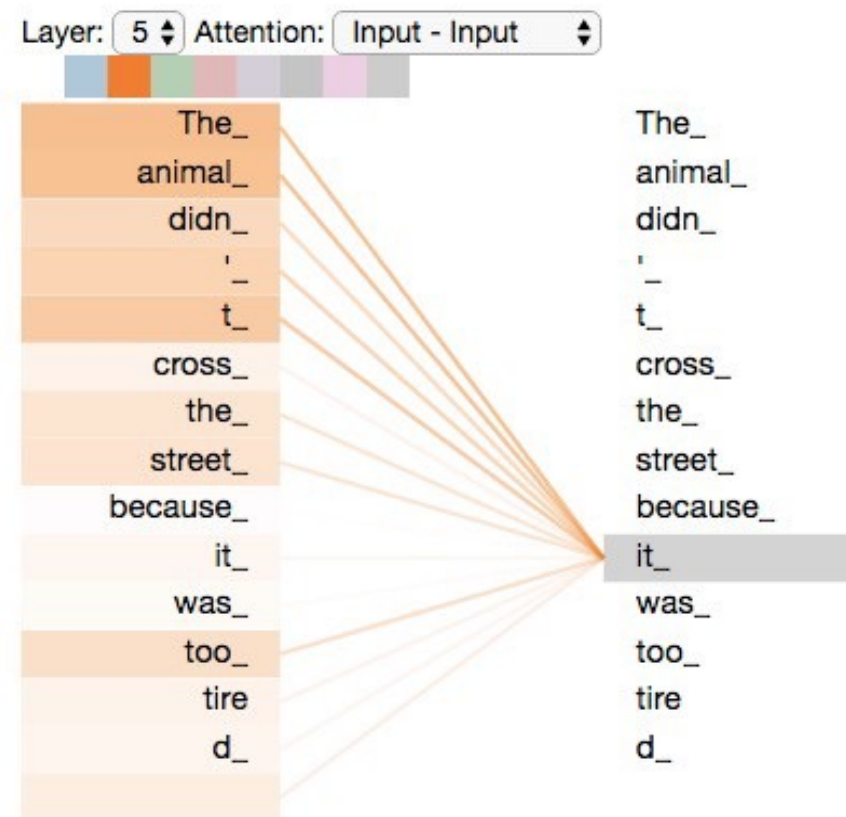 Layer: 5 Attention: Input - Input
The_ The_
animal_ animal_
didn_ didn_
'_ '_
t_ t_
cross_ cross_
the_ the_
street_ street_
because_ because_
it_ it_
was_ was_
too_ too_
tire tire
d_ d_